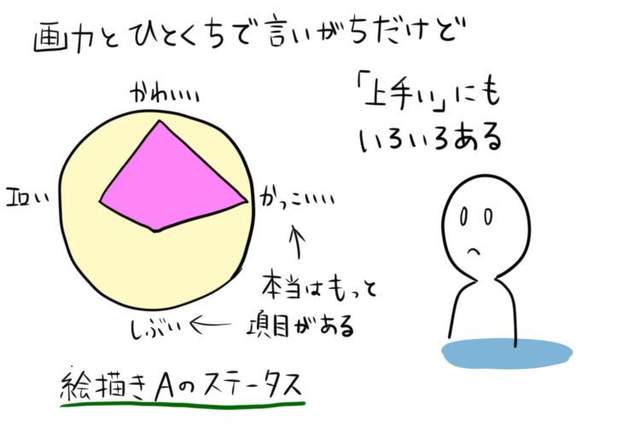 画力とひとくちで言いがちだけど
「上手い」にも
いろいろある
かわいい
エロい
かっこいい
本当はもっと
項目がある
しぶい
絵描きAのステータス